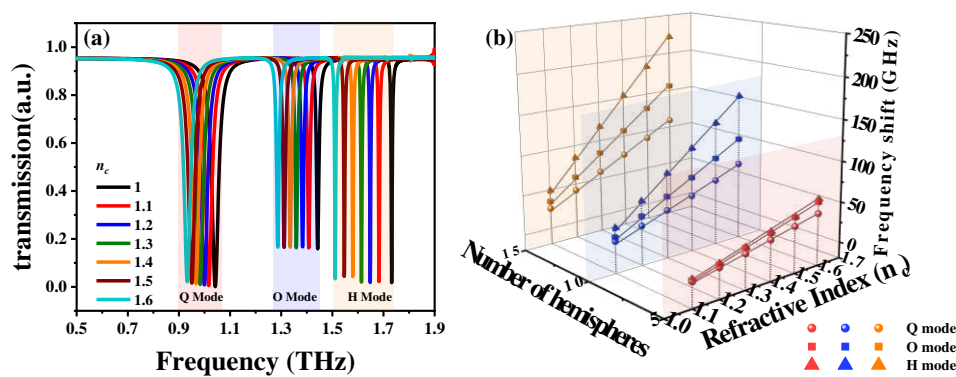 (a)
transmission(a.u.)
1.0
0.8
0.6
0.4
0.2
0.0
n_c
1
1.1
1.2
1.3
1.4
1.5
1.6
Q Mode
O Mode
H Mode
0.5
0.7
0.9
1.1
1.3
1.5
1.7
1.9
Frequency (THz)
(b)
250
200
150
100
50
0
Frequency shift (GHz)
15
10
5
Number of hemispheres
1.0
1.1
1.2
1.3
1.4
1.5
1.6
1.7
Refractive Index (n_c)
Q mode
O mode
H mode